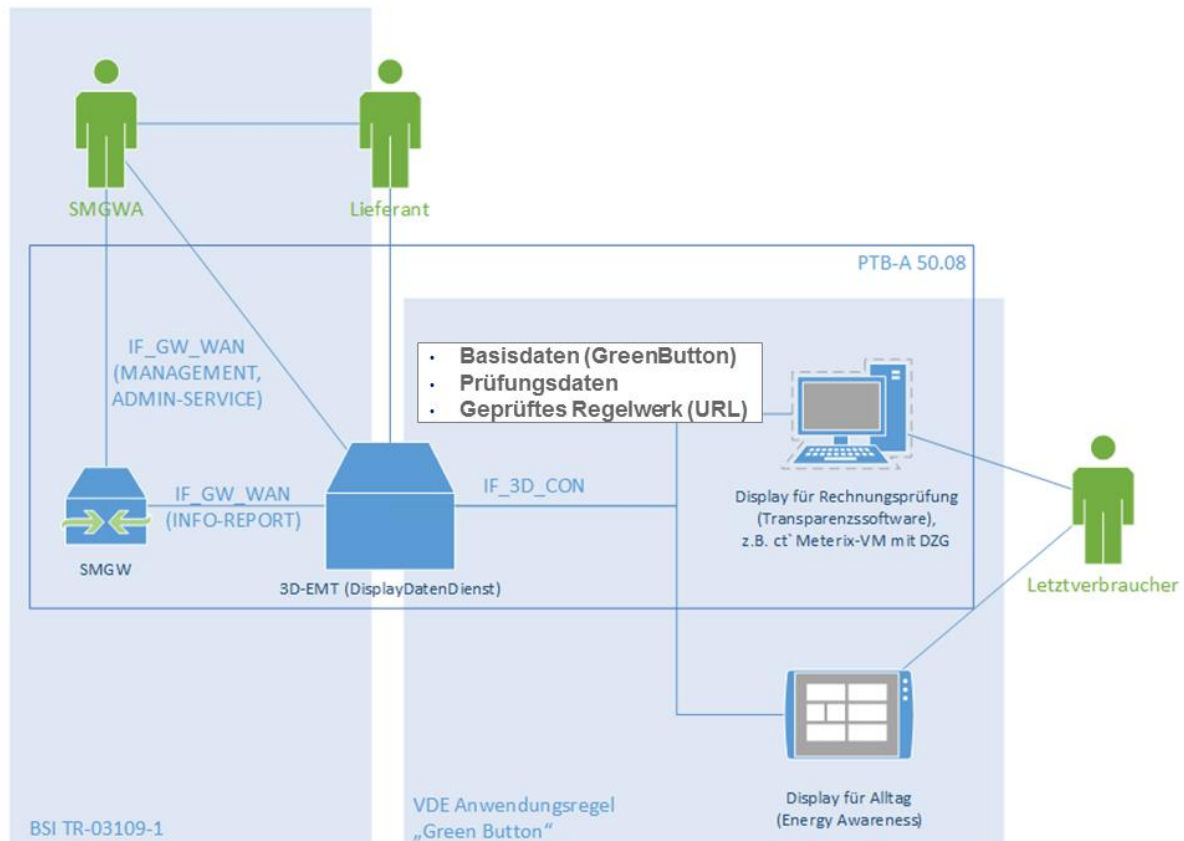 SMGWA
Lieferant
PTB-A 50.08
IF_GW_WAN
(MANAGEMENT,
ADMIN-SERVICE)
• Basisdaten (GreenButton)
• Prüfungsdaten
• Geprüftes Regelwerk (URL)
IF_GW_WAN
(INFO-REPORT)
IF_3D_CON
SMGW
3D-EMT (DisplayDatenDienst)
Display für Rechnungsprüfung
(Transparenzssoftware),
z.B. ct` Meterix-VM mit DZG
Letztverbraucher
Display für Alltag
(Energy Awareness)
BSI TR-03109-1
VDE Anwendungsregel
„Green Button“